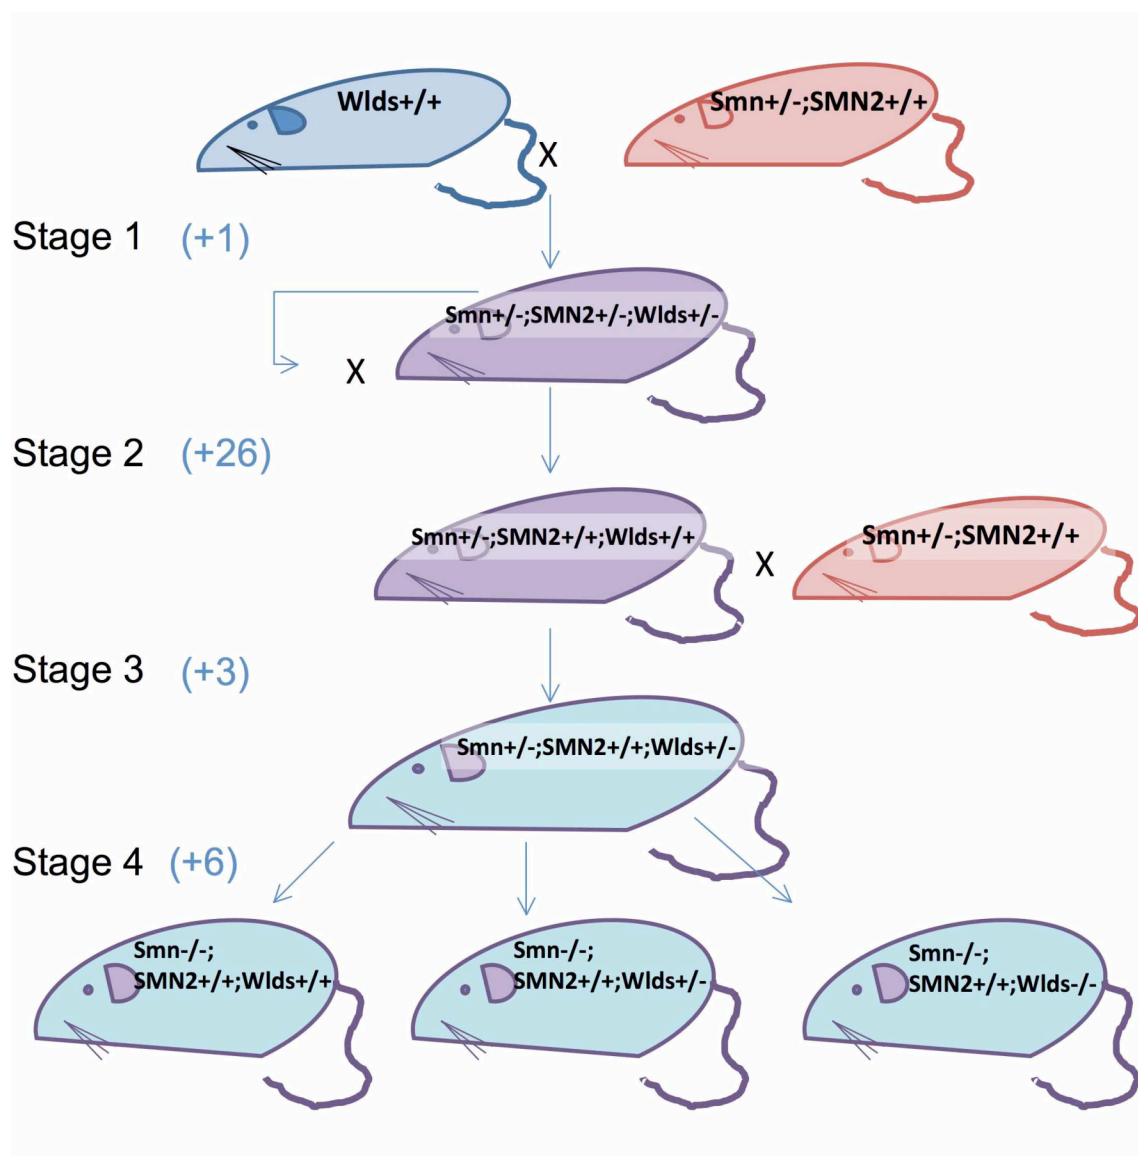 Wlds+/+
Smn+/-;SMN2+/+
X
Stage 1 (+1)
Smn+/-;SMN2+/-;Wlds+/-
X
Stage 2 (+26)
Smn+/-;SMN2+/+;Wlds+/+
X
Smn+/-;SMN2+/+
Stage 3 (+3)
Smn+/-;SMN2+/+;Wlds+/-
Stage 4 (+6)
Smn-/-;
SMN2+/+;Wlds+/+
Smn-/-;
SMN2+/+;Wlds+/-
Smn-/-;
SMN2+/+;Wlds-/-